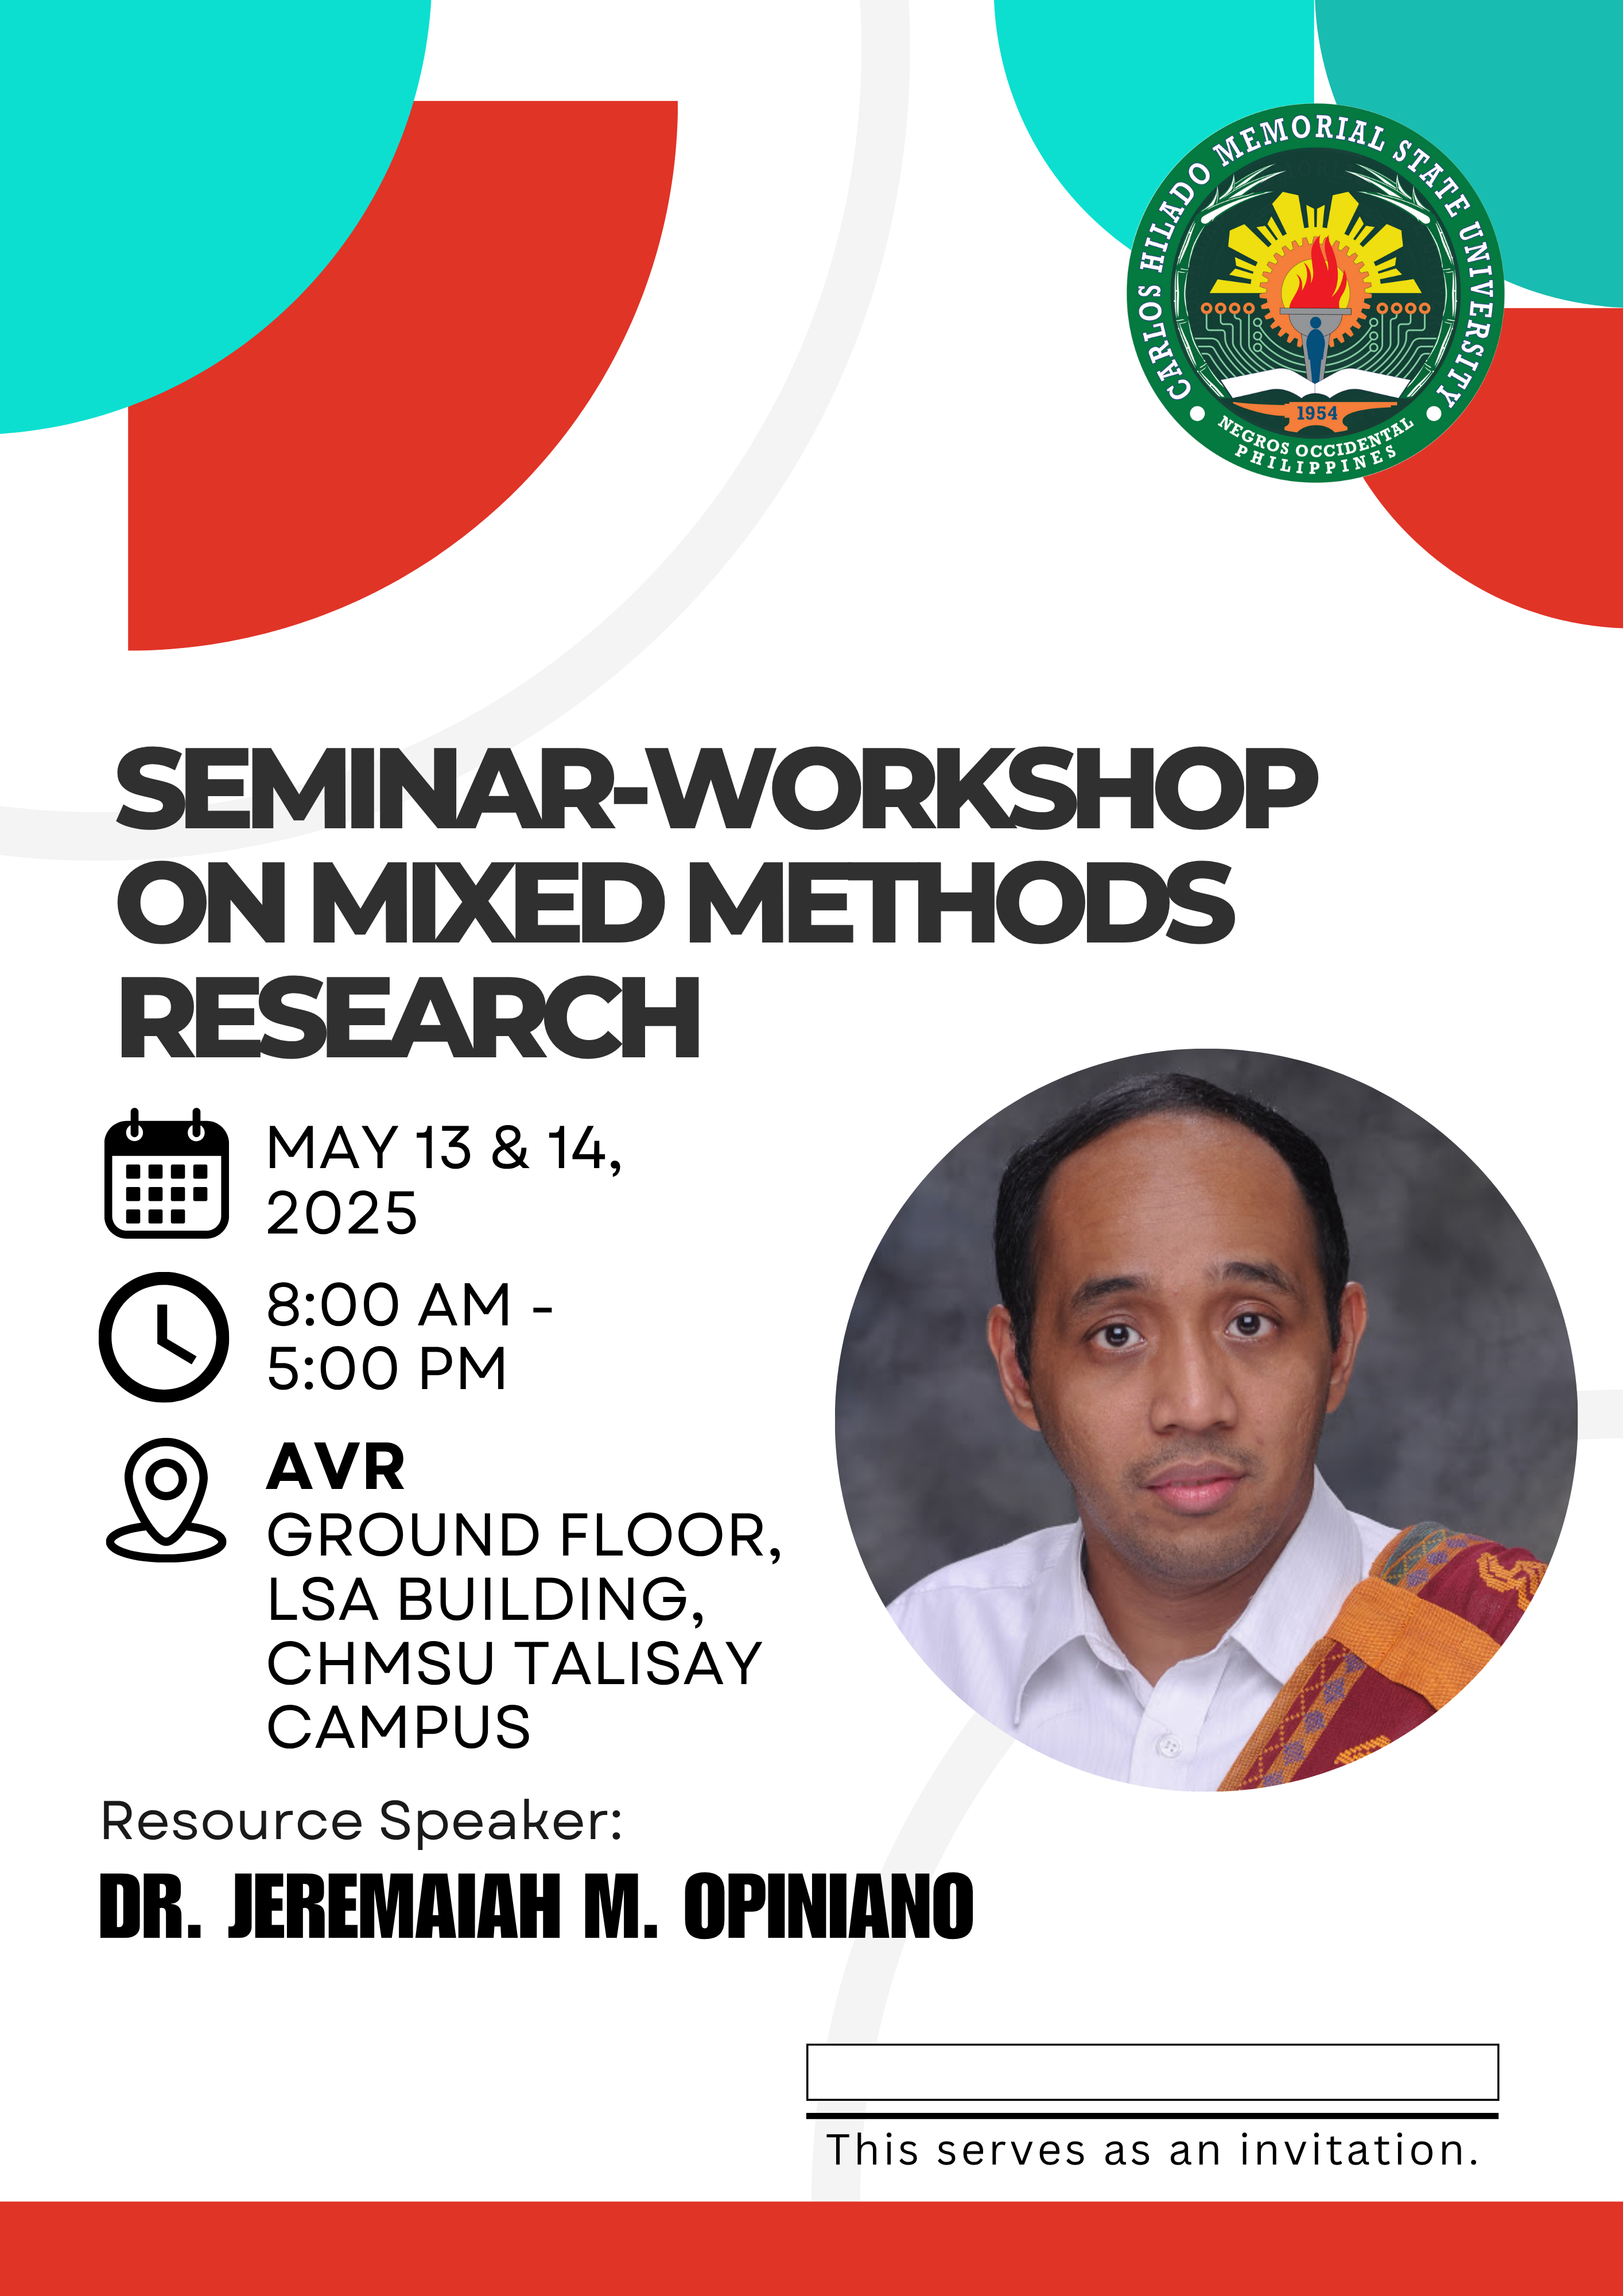 CARLOS HILADO MEMORIAL STATE UNIVERSITY
1954
NEGROS OCCIDENTAL
PHILIPPINES
SEMINAR-WORKSHOP
ON MIXED METHODS
RESEARCH
MAY 13 & 14,
2025
8:00 AM -
5:00 PM
AVR
GROUND FLOOR,
LSA BUILDING,
CHMSU TALISAY
CAMPUS
Resource Speaker:
DR. JEREMAIAH M. OPINIANO
This serves as an invitation.